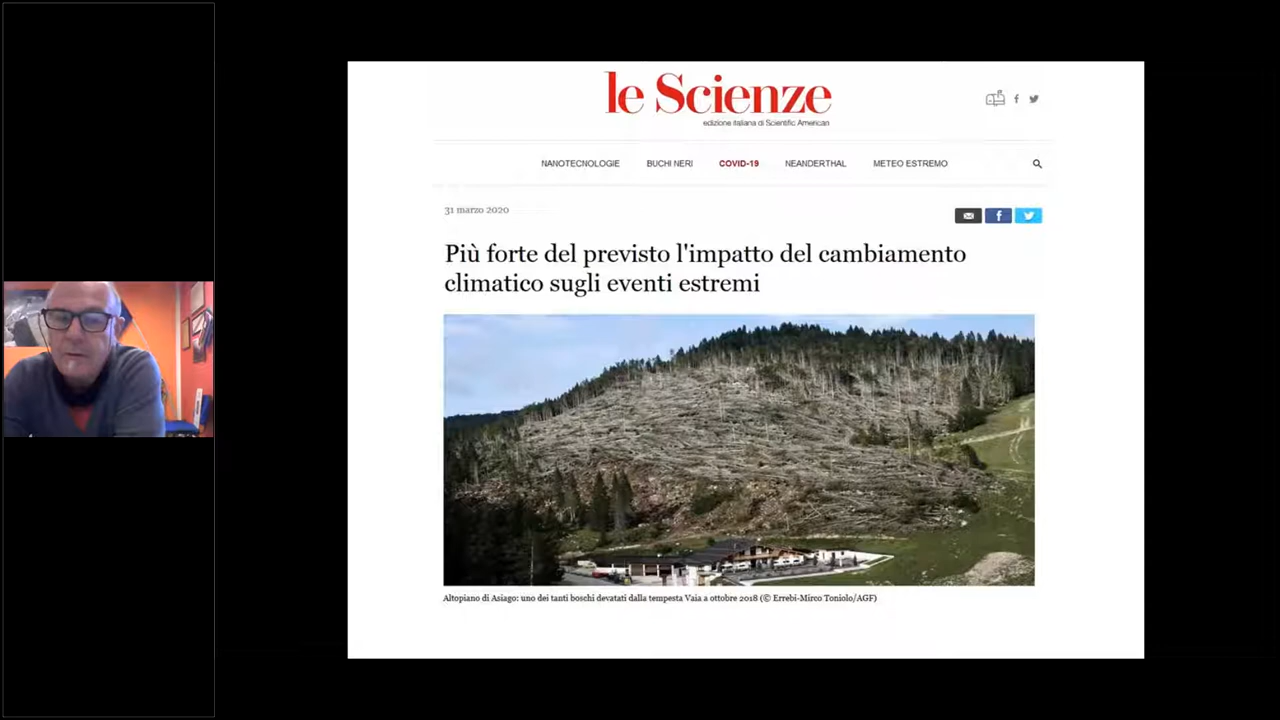 le Scienze
edizione italiana di Scientific American
NANOTECNOLOGIE BUCHI NERI COVID-19 NEANDERTHAL METEO ESTREMO
31 marzo 2020
Più forte del previsto l'impatto del cambiamento
climatico sugli eventi estremi
Altopiano di Asiago: uno dei tanti boschi devatati dalla tempesta Vaia a ottobre 2018 (© Errebi-Mirco Toniolo/AGF)